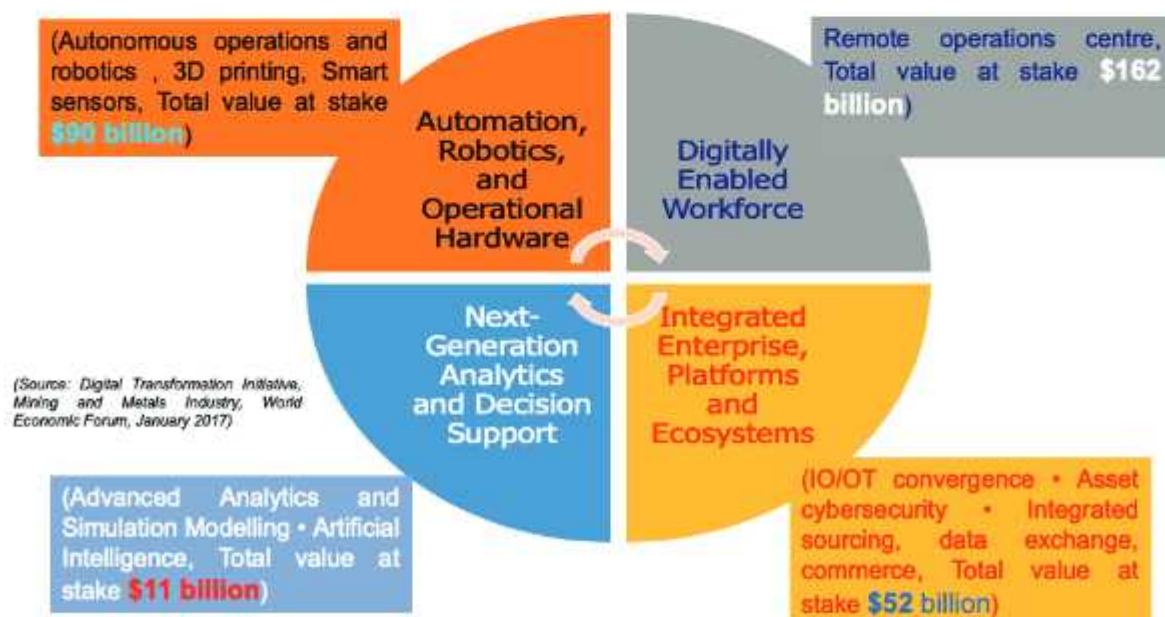 (Autonomous operations and
robotics , 3D printing, Smart
sensors, Total value at stake
$90 billion)
Automation,
Robotics,
and
Operational
Hardware
Remote operations centre,
Total value at stake $162
billion)
Digitally
Enabled
Workforce
Next-
Generation
Analytics
and Decision
Support
Integrated
Enterprise,
Platforms
and
Ecosystems
(Source: Digital Transformation Initiative,
Mining and Metals Industry, World
Economic Forum, January 2017)
(Advanced Analytics and
Simulation Modelling • Artificial
Intelligence, Total value at
stake $11 billion)
(IO/OT convergence • Asset
cybersecurity • Integrated
sourcing, data exchange,
commerce, Total value at
stake $52 billion)